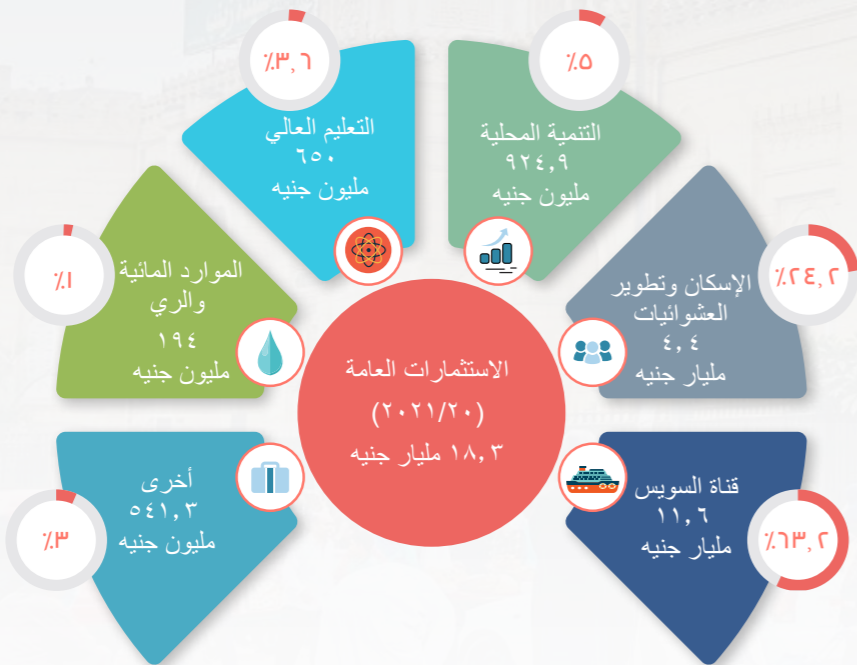 الاستثمارات العامة
(٢٠٢١/٢٠)
١٨,٣ مليار جنيه
٪٦٣,٢
قناة السويس
١١,٦
مليار جنيه
٪٢٤,٢
الإسكان وتطوير
العشوائيات
٤,٤
مليار جنيه
٪٥
التنمية المحلية
٩٢٤,٩
مليون جنيه
٪٣,٦
التعليم العالي
٦٥٠
مليون جنيه
٪١
الموارد المائية
والري
١٩٤
مليون جنيه
٪٣
أخرى
٥٤١,٣
مليون جنيه